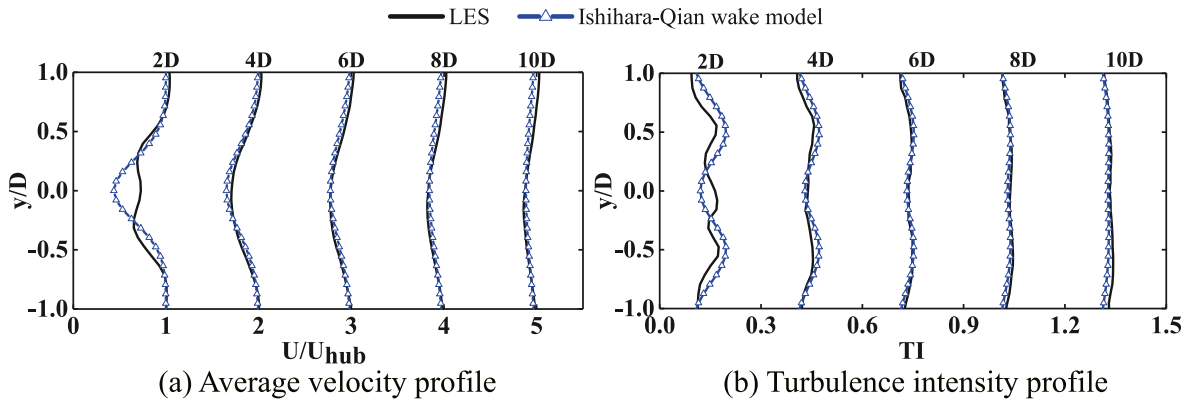 LES Ishihara-Qian wake model
2D 4D 6D 8D 10D
1.0
0.5
0.0
-0.5
-1.0
y/D
0 1 2 3 4 5
U/Uhub
(a) Average velocity profile
2D 4D 6D 8D 10D
1.0
0.5
0.0
-0.5
-1.0
y/D
0.0 0.3 0.6 0.9 1.2 1.5
TI
(b) Turbulence intensity profile